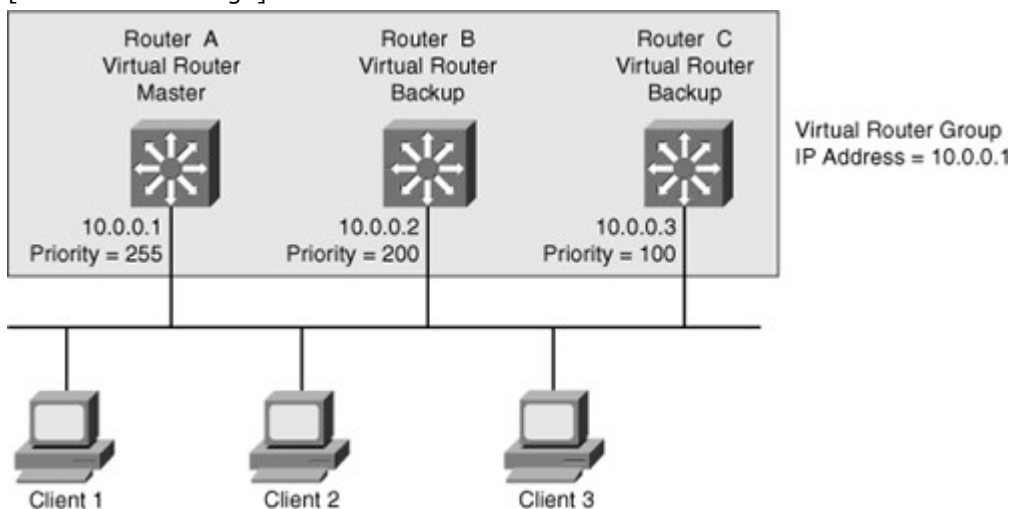 Router A
Virtual Router
Master
Router B
Virtual Router
Backup
Router C
Virtual Router
Backup
Virtual Router Group
IP Address = 10.0.0.1
10.0.0.1
Priority = 255
10.0.0.2
Priority = 200
10.0.0.3
Priority = 100
Client 1
Client 2
Client 3